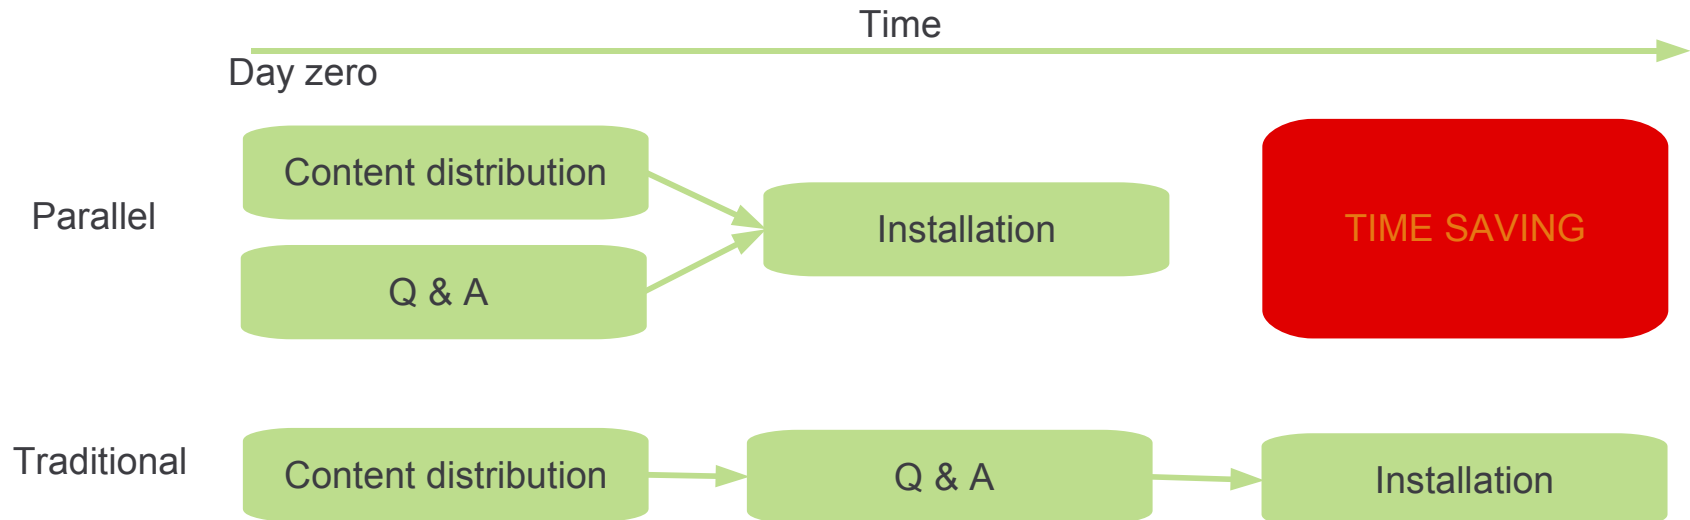 Time
Day zero
Parallel
Content distribution
Q & A
Installation
TIME SAVING
Traditional
Content distribution
Q & A
Installation